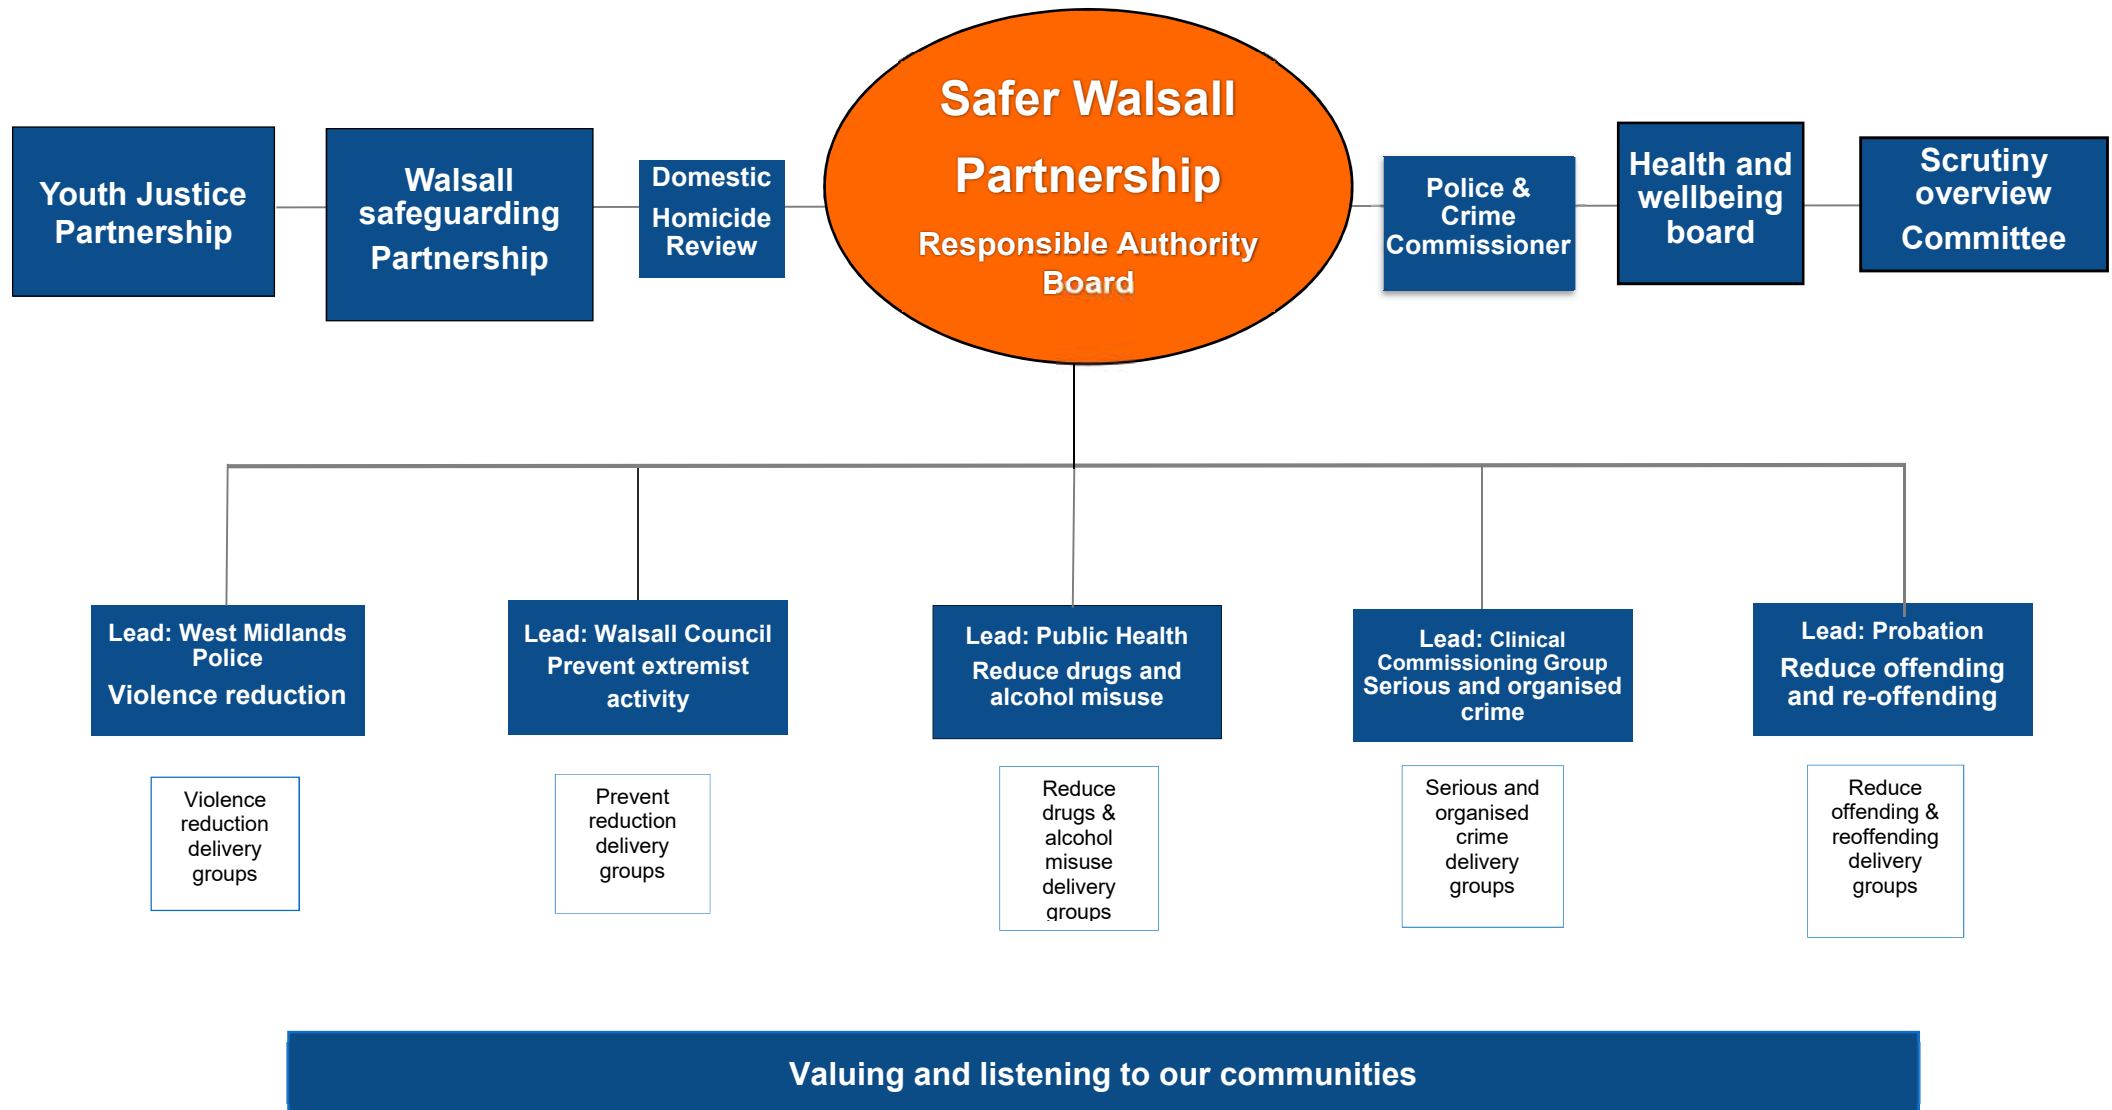 Youth Justice
Partnership
Walsall
safeguarding
Partnership
Domestic
Homicide
Review
Safer Walsall
Partnership
Responsible Authority
Board
Police &
Crime
Commissioner
Health and
wellbeing
board
Scrutiny
overview
Committee
Lead: West Midlands
Police
Violence reduction
Lead: Walsall Council
Prevent extremist
activity
Lead: Public Health
Reduce drugs and
alcohol misuse
Lead: Clinical
Commissioning Group
Serious and organised
crime
Lead: Probation
Reduce offending
and re-offending
Violence
reduction
delivery
groups
Prevent
reduction
delivery
groups
Reduce
drugs &
alcohol
misuse
delivery
groups
Serious and
organised
crime
delivery
groups
Reduce
offending &
reoffending
delivery
groups
Valuing and listening to our communities